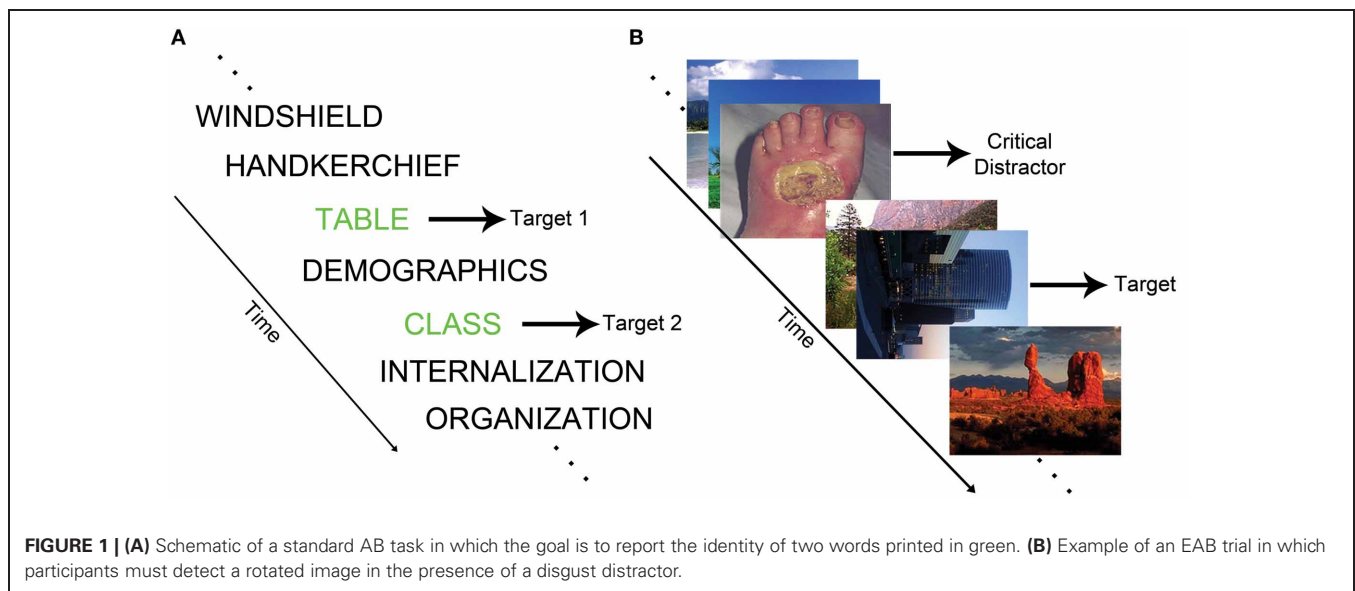 A
WINDSHIELD
HANDKERCHIEF
TABLE
Target 1
DEMOGRAPHICS
CLASS
Target 2
INTERNALIZATION
ORGANIZATION
Time
B
Critical
Distractor
Target
Time
FIGURE 1 | (A) Schematic of a standard AB task in which the goal is to report the identity of two words printed in green. (B) Example of an EAB trial in which
participants must detect a rotated image in the presence of a disgust distractor.